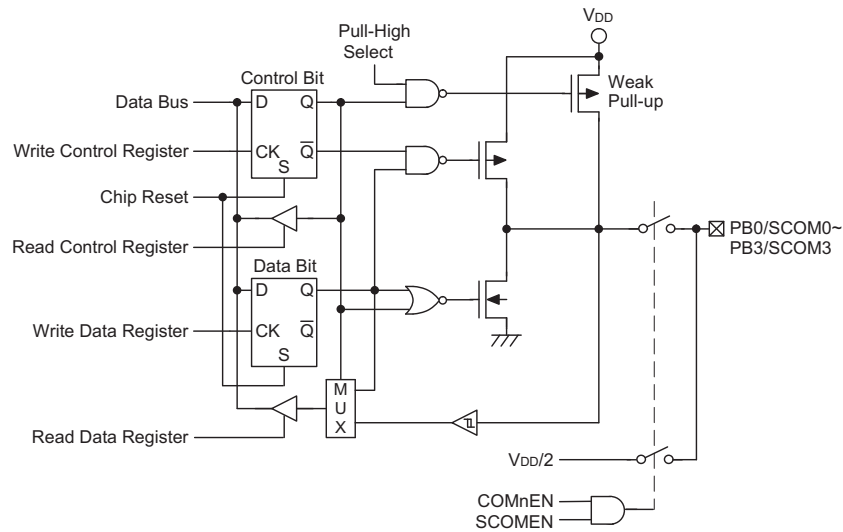 VDD
Pull-High
Select
Control Bit
Weak
Pull-up
Data Bus
D
Q
Write Control Register
CK
Q
S
Chip Reset
PB0/SCOM0~
PB3/SCOM3
Read Control Register
Data Bit
D
Q
Write Data Register
CK
Q
S
M
U
X
Read Data Register
VDD/2
COMnEN
SCOMEN